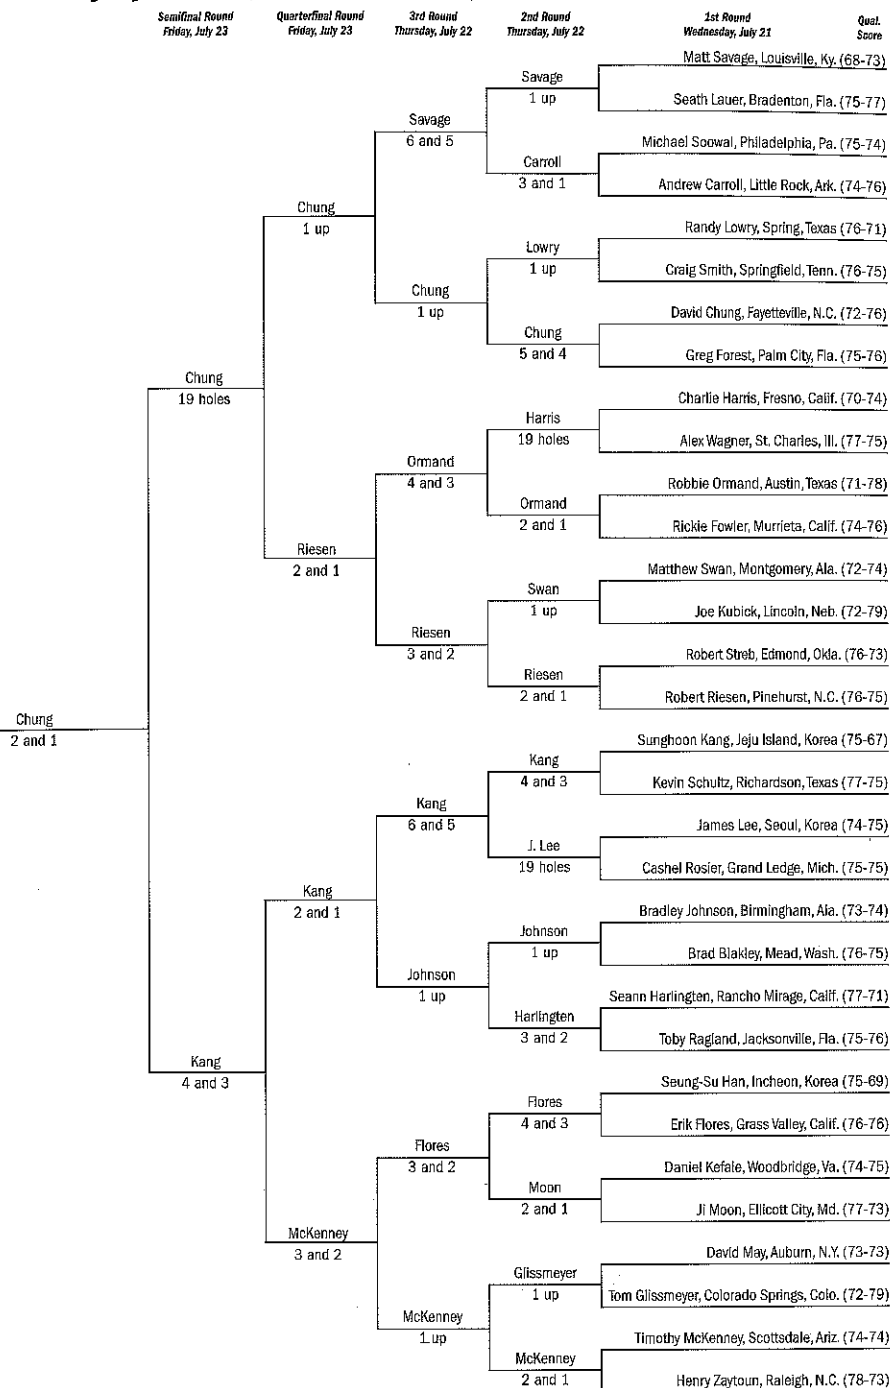 Semifinal Round
Friday, July 23
Quarterfinal Round
Friday, July 23
3rd Round
Thursday, July 22
2nd Round
Thursday, July 22
1st Round
Wednesday, July 21
Qual.
Score
Matt Savage, Louisville, Ky. (68-73)
Savage
1 up
Seath Lauer, Bradenton, Fla. (75-77)
Savage
6 and 5
Michael Soowal, Philadelphia, Pa. (75-74)
Carroll
3 and 1
Andrew Carroll, Little Rock, Ark. (74-76)
Chung
1 up
Randy Lowry, Spring, Texas (76-71)
Lowry
1 up
Craig Smith, Springfield, Tenn. (76-75)
Chung
1 up
David Chung, Fayetteville, N.C. (72-76)
Chung
5 and 4
Greg Forest, Palm City, Fla. (75-76)
Chung
19 holes
Charlie Harris, Fresno, Calif. (70-74)
Harris
19 holes
Alex Wagner, St. Charles, Ill. (77-75)
Ormand
4 and 3
Robbie Ormand, Austin, Texas (71-78)
Ormand
2 and 1
Rickie Fowler, Murrieta, Calif. (74-76)
Riesen
2 and 1
Matthew Swan, Montgomery, Ala. (72-74)
Swan
1 up
Joe Kubick, Lincoln, Neb. (72-79)
Riesen
3 and 2
Robert Streb, Edmond, Okla. (76-73)
Riesen
2 and 1
Robert Riesen, Pinehurst, N.C. (76-75)
Chung
2 and 1
Sunghoon Kang, Jeju Island, Korea (75-67)
Kang
4 and 3
Kevin Schultz, Richardson, Texas (77-75)
Kang
6 and 5
James Lee, Seoul, Korea (74-75)
J. Lee
19 holes
Cashel Rosier, Grand Ledge, Mich. (75-75)
Kang
2 and 1
Bradley Johnson, Birmingham, Ala. (73-74)
Johnson
1 up
Brad Blakley, Mead, Wash. (76-75)
Johnson
1 up
Seann Harlington, Rancho Mirage, Calif. (77-71)
Harlington
3 and 2
Toby Ragland, Jacksonville, Fla. (75-76)
Kang
4 and 3
Seung-Su Han, Incheon, Korea (75-69)
Flores
4 and 3
Erik Flores, Grass Valley, Calif. (76-76)
Flores
3 and 2
Daniel Kefale, Woodbridge, Va. (74-75)
Moon
2 and 1
Ji Moon, Ellicott City, Md. (77-73)
McKenney
3 and 2
David May, Auburn, N.Y. (73-73)
Glissmeyer
1 up
Tom Glissmeyer, Colorado Springs, Colo. (72-79)
McKenney
1 up
Timothy McKenney, Scottsdale, Ariz. (74-74)
McKenney
2 and 1
Henry Zaytoun, Raleigh, N.C. (78-73)